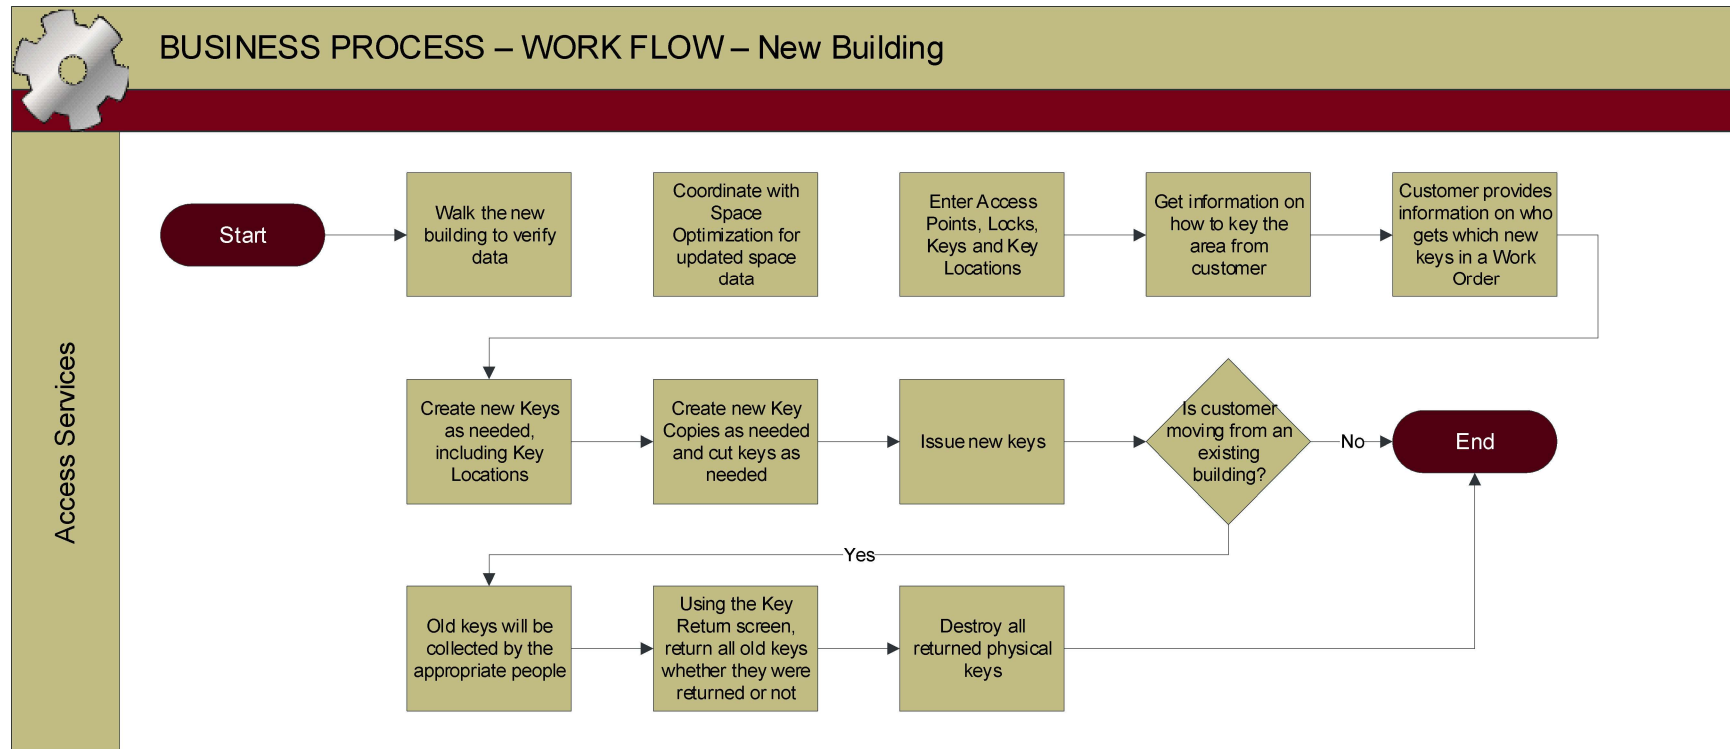 BUSINESS PROCESS – WORK FLOW – New Building
Access Services
Start
Walk the new
building to verify
data
Coordinate with
Space
Optimization for
updated space
data
Enter Access
Points, Locks,
Keys and Key
Locations
Get information on
how to key the
area from
customer
Customer provides
information on who
gets which new
keys in a Work
Order
Create new Keys
as needed,
including Key
Locations
Create new Key
Copies as needed
and cut keys as
needed
Issue new keys
Is customer
moving from an
existing
building?
No
End
Yes
Old keys will be
collected by the
appropriate people
Using the Key
Return screen,
return all old keys
whether they were
returned or not
Destroy all
returned physical
keys